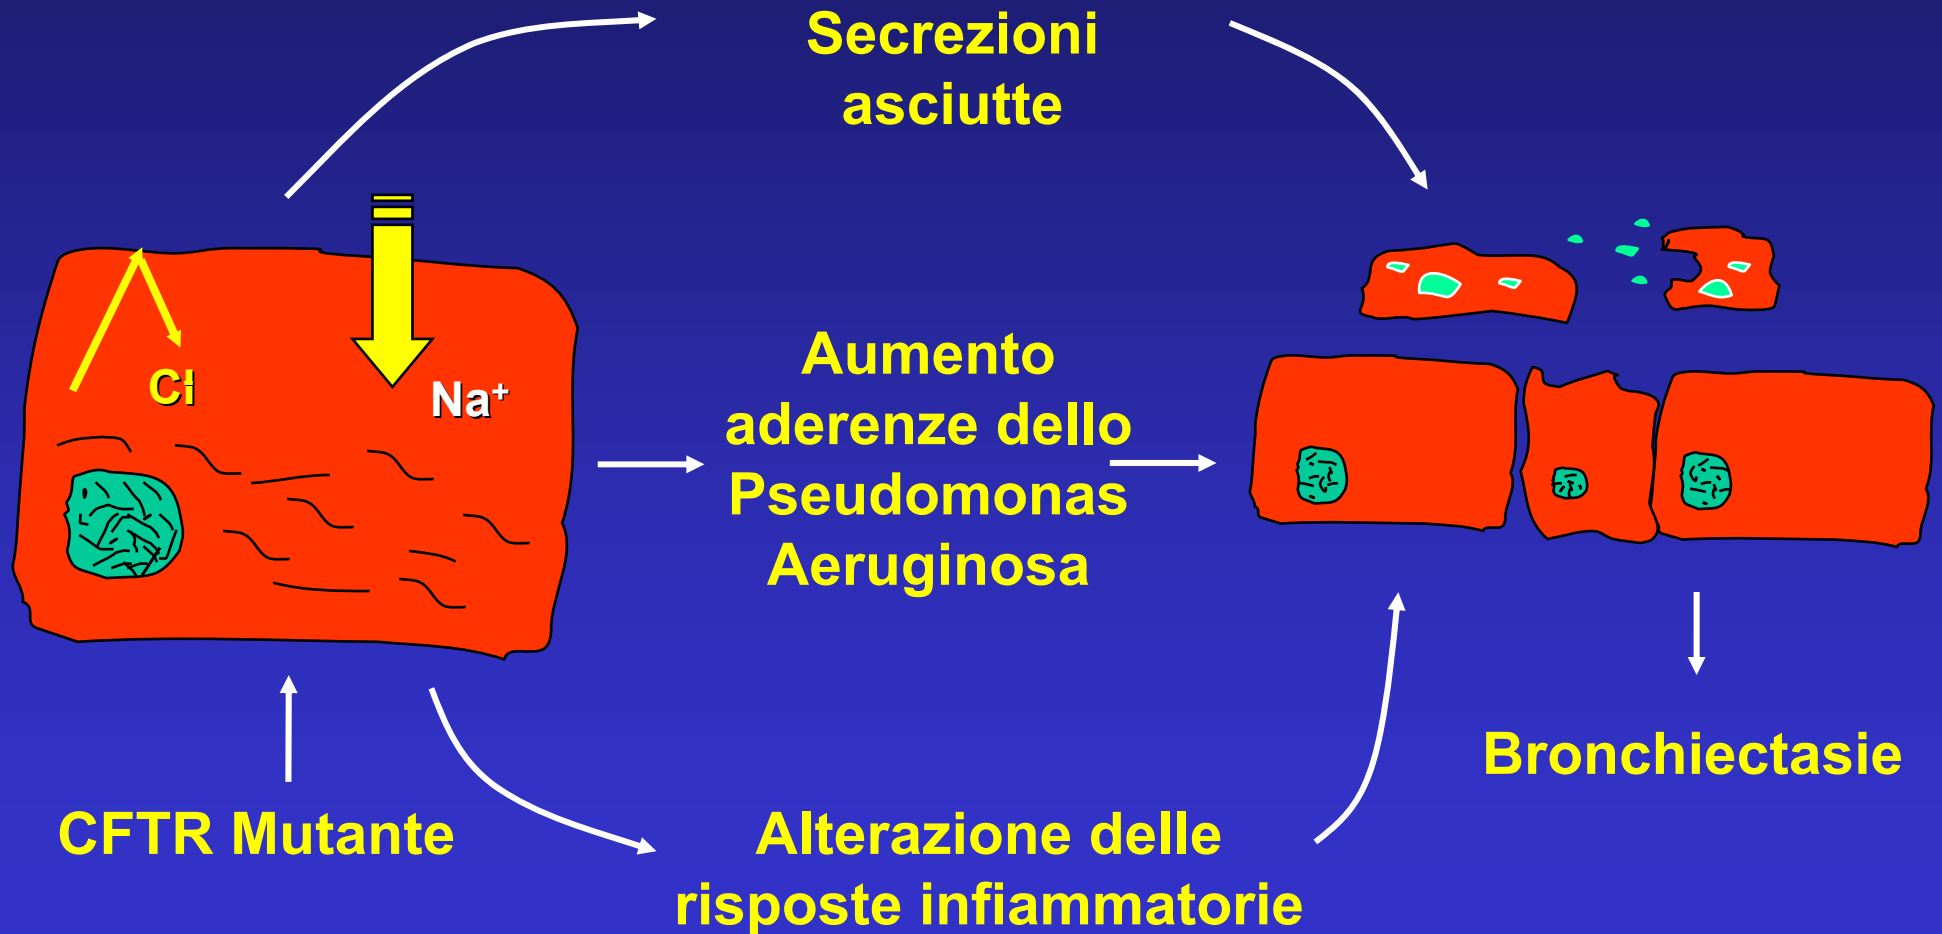 Secrezioni
asciutte
Cl-
Na+
Aumento
aderenze dello
Pseudomonas
Aeruginosa
Bronchiectasie
CFTR Mutante
Alterazione delle
risposte infiammatorie